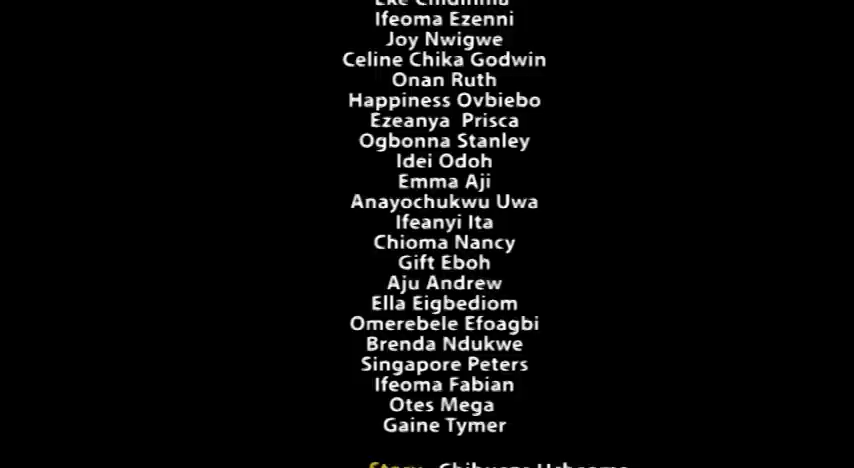 Ifeoma Ezenni
Joy Nwigwe
Celine Chika Godwin
Onan Ruth
Happiness Ovbiebo
Ezeanya  Prisca
Ogbonna Stanley
Idei Odoh
Emma Aji
Anayochukwu Uwa
Ifeanyi Ita
Chioma Nancy
Gift Eboh
Aju Andrew
Ella Eigbediom
Omerebele Efoagbi
Brenda Ndukwe
Singapore Peters
Ifeoma Fabian
Otes Mega
Gaine Tymer